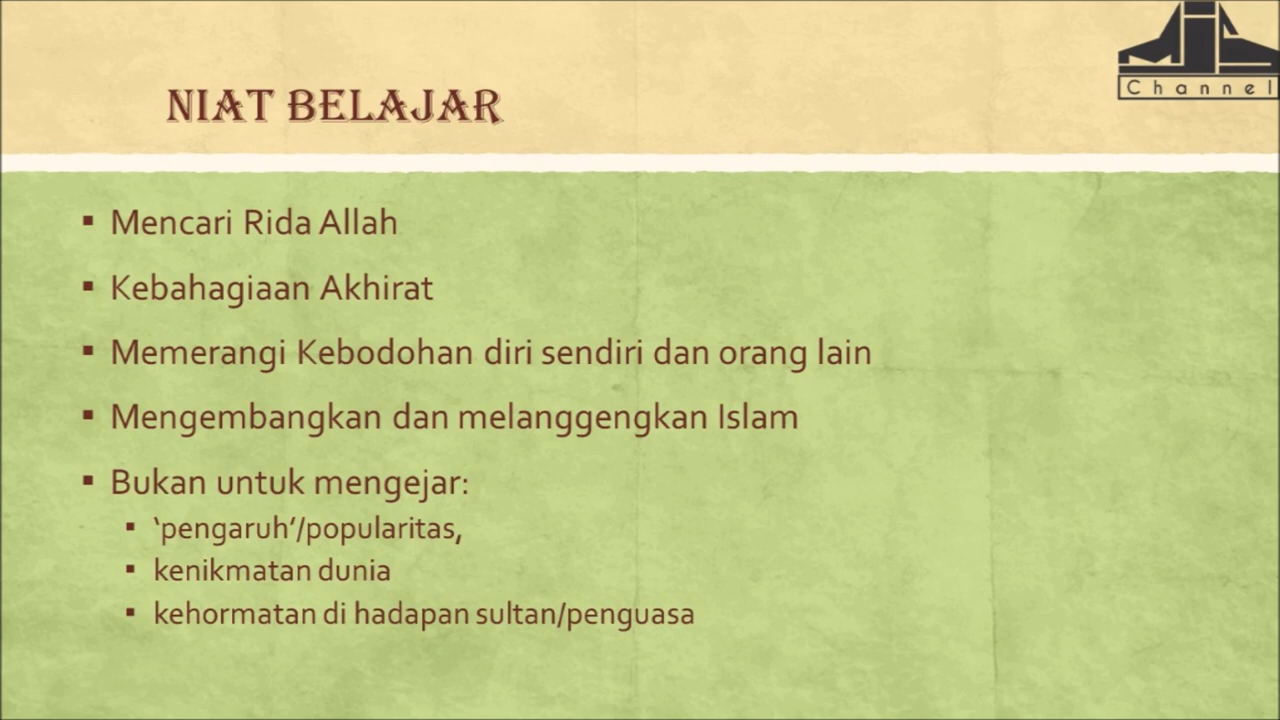 NIAT BELAJAR
Channel
▪ Mencari Rida Allah
▪ Kebahagiaan Akhirat
▪ Memerangi Kebodohan diri sendiri dan orang lain
▪ Mengembangkan dan melanggengkan Islam
▪ Bukan untuk mengejar:
▪ ‘pengaruh’/popularitas,
▪ kenikmatan dunia
▪ kehormatan di hadapan sultan/penguasa